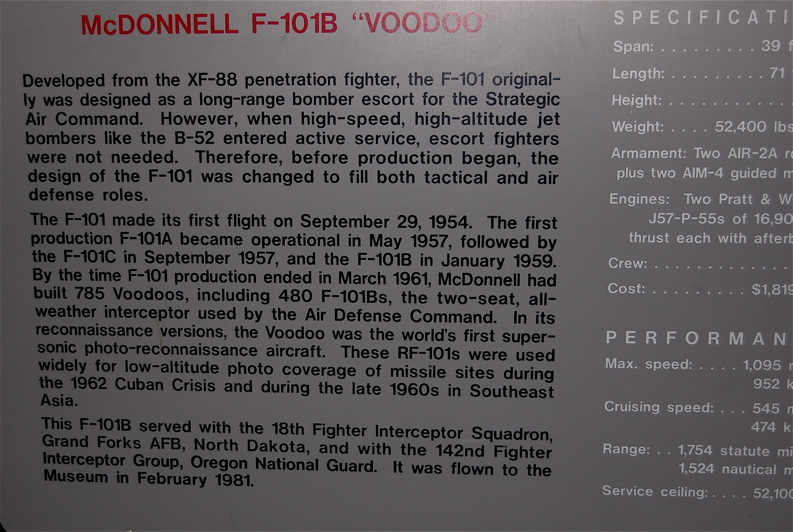 McDONNELL F-101B "VOODOO"
Developed from the XF-88 penetration fighter, the F-101 original-
ly was designed as a long-range bomber escort for the Strategic
Air Command. However, when high-speed, high-altitude jet
bombers like the B-52 entered active service, escort fighters
were not needed. Therefore, before production began, the
design of the F-101 was changed to fill both tactical and air
defense roles.
The F-101 made its first flight on September 29, 1954. The first
production F-101A became operational in May 1957, followed by
the F-101C in September 1957, and the F-101B in January 1959.
By the time F-101 production ended in March 1961, McDonnell had
built 785 Voodoos, including 480 F-101Bs, the two-seat, all-
weather interceptor used by the Air Defense Command. In its
reconnaissance versions, the Voodoo was the world's first super-
sonic photo-reconnaissance aircraft. These RF-101s were used
widely for low-altitude photo coverage of missile sites during
the 1962 Cuban Crisis and during the late 1960s in Southeast
Asia.
This F-101B served with the 18th Fighter Interceptor Squadron,
Grand Forks AFB, North Dakota, and with the 142nd Fighter
Interceptor Group, Oregon National Guard. It was flown to the
Museum in February 1981.
SPECIFICATI
Span: . . . . . . . . . 39 f
Length: . . . . . . . . . 71
Height: . . . . . . . . . . .
Weight: . . . . 52,400 lbs
Armament: Two AIR-2A ro
plus two AIM-4 guided m
Engines: Two Pratt & W
J57-P-55s of 16,90
thrust each with afterb
Crew: . . . . . . . . . . . .
Cost: . . . . . . . . . $1,819
PERFORMAN
Max. speed: . . . . 1,095 m
952 k
Cruising speed: . . . 545 m
474 k
Range: . . 1,754 statute mi
1,524 nautical m
Service ceiling: . . . . 52,100